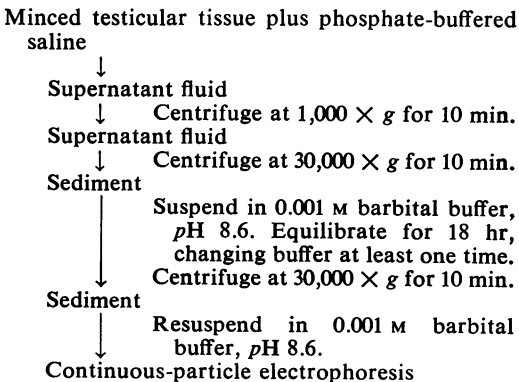 Minced testicular tissue plus phosphate-buffered
saline
↓
Supernatant fluid
↓ Centrifuge at 1,000 × g for 10 min.
Supernatant fluid
↓ Centrifuge at 30,000 × g for 10 min.
Sediment
Suspend in 0.001 M barbital buffer,
pH 8.6. Equilibrate for 18 hr,
changing buffer at least one time.
↓ Centrifuge at 30,000 × g for 10 min.
Sediment
Resuspend in 0.001 M barbital
↓ buffer, pH 8.6.
Continuous-particle electrophoresis